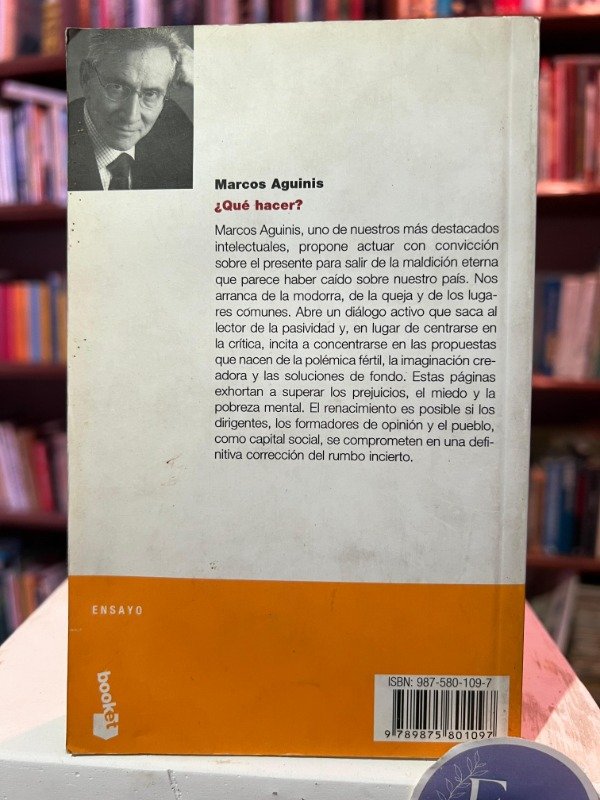 Marcos Aguinis
¿Qué hacer?
Marcos Aguinis, uno de nuestros más destacados
intelectuales, propone actuar con convicción
sobre el presente para salir de la maldición eterna
que parece haber caído sobre nuestro país. Nos
arranca de la modorra, de la queja y de los luga-
res comunes. Abre un diálogo activo que saca al
lector de la pasividad y, en lugar de centrarse en
la crítica, incita a concentrarse en las propuestas
que nacen de la polémica fértil, la imaginación cre-
adora y las soluciones de fondo. Estas páginas
exhortan a superar los prejuicios, el miedo y la
pobreza mental. El renacimiento es posible si los
dirigentes, los formadores de opinión y el pueblo,
como capital social, se comprometen en una defi-
nitiva corrección del rumbo incierto.
ENSAYO
booket
ISBN: 987-580-109-7
9 789875 801097
E